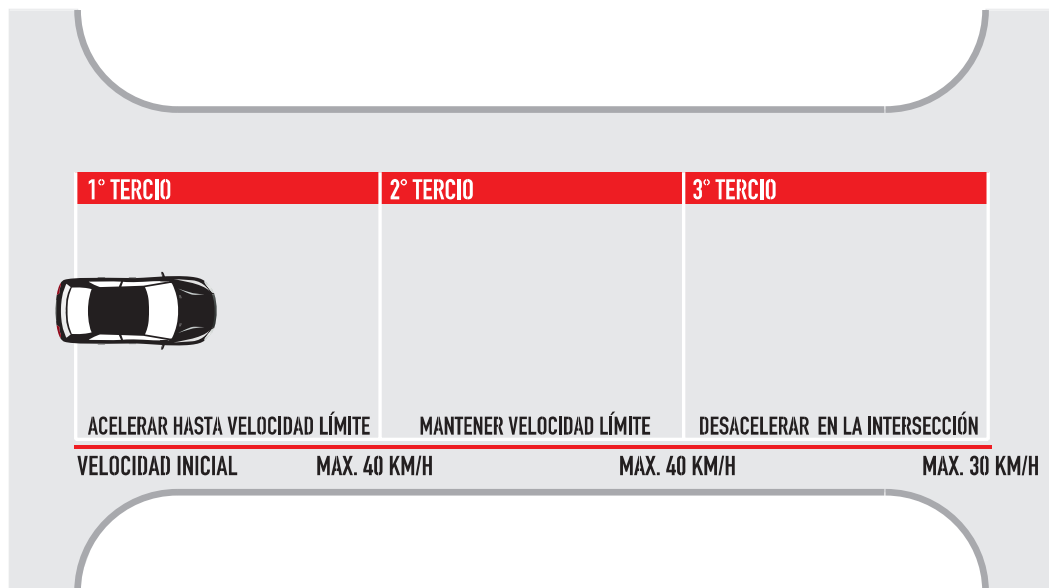 1° TERCIO
2° TERCIO
3° TERCIO
ACELERAR HASTA VELOCIDAD LÍMITE
MANTENER VELOCIDAD LÍMITE
DESACELERAR EN LA INTERSECCIÓN
VELOCIDAD INICIAL
MAX. 40 KM/H
MAX. 40 KM/H
MAX. 30 KM/H